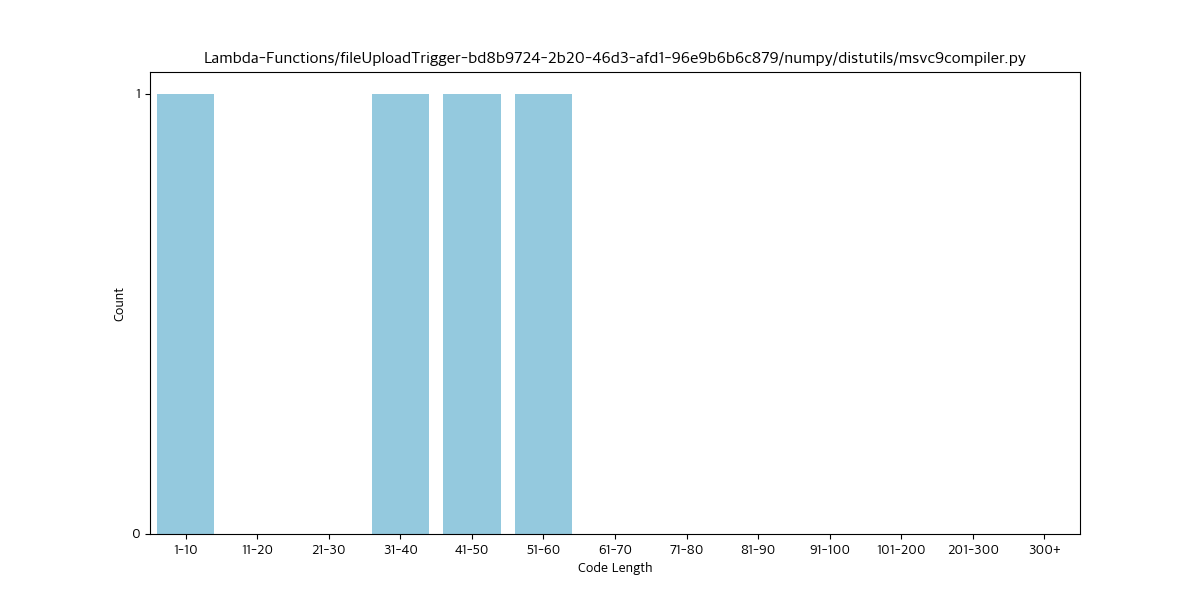 Lambda-Functions/fileUploadTrigger-bd8b9724-2b20-46d3-afd1-96e9b6b6c879/numpy/distutils/msvc9compiler.py
1
Count
0
1-10 11-20 21-30 31-40 41-50 51-60 61-70 71-80 81-90 91-100 101-200 201-300 300+
Code Length